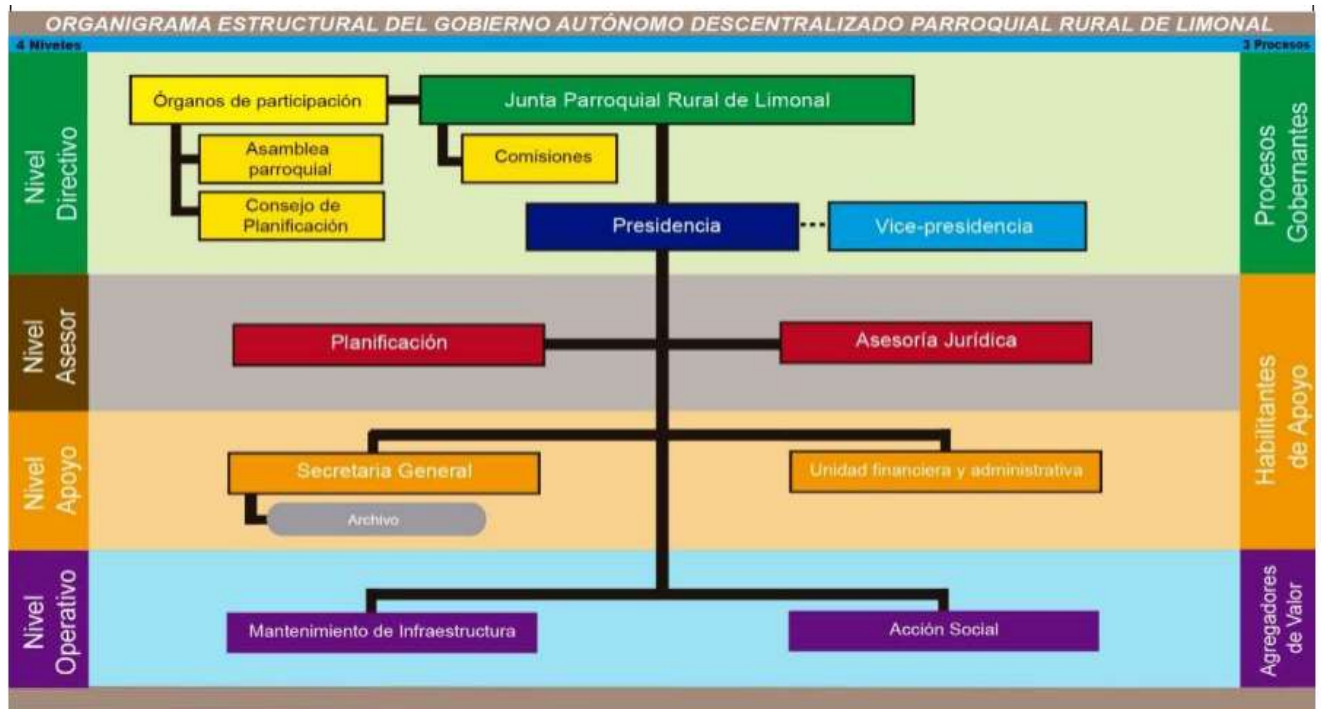 ORGANIGRAMA ESTRUCTURAL DEL GOBIERNO AUTÓNOMO DESCENTRALIZADO PARROQUIAL RURAL DE LIMONAL
4 Niveles
3 Procesos
Nivel
Directivo
Órganos de participación
Junta Parroquial Rural de Limonal
Asamblea
parroquial
Comisiones
Consejo de
Planificación
Presidencia
Vice-presidencia
Procesos
Gobernantes
Nivel
Asesor
Planificación
Asesoría Jurídica
Habilitantes
de Apoyo
Nivel
Apoyo
Secretaria General
Unidad financiera y administrativa
Archivo
Nivel
Operativo
Mantenimiento de Infraestructura
Acción Social
Agregadores
de Valor